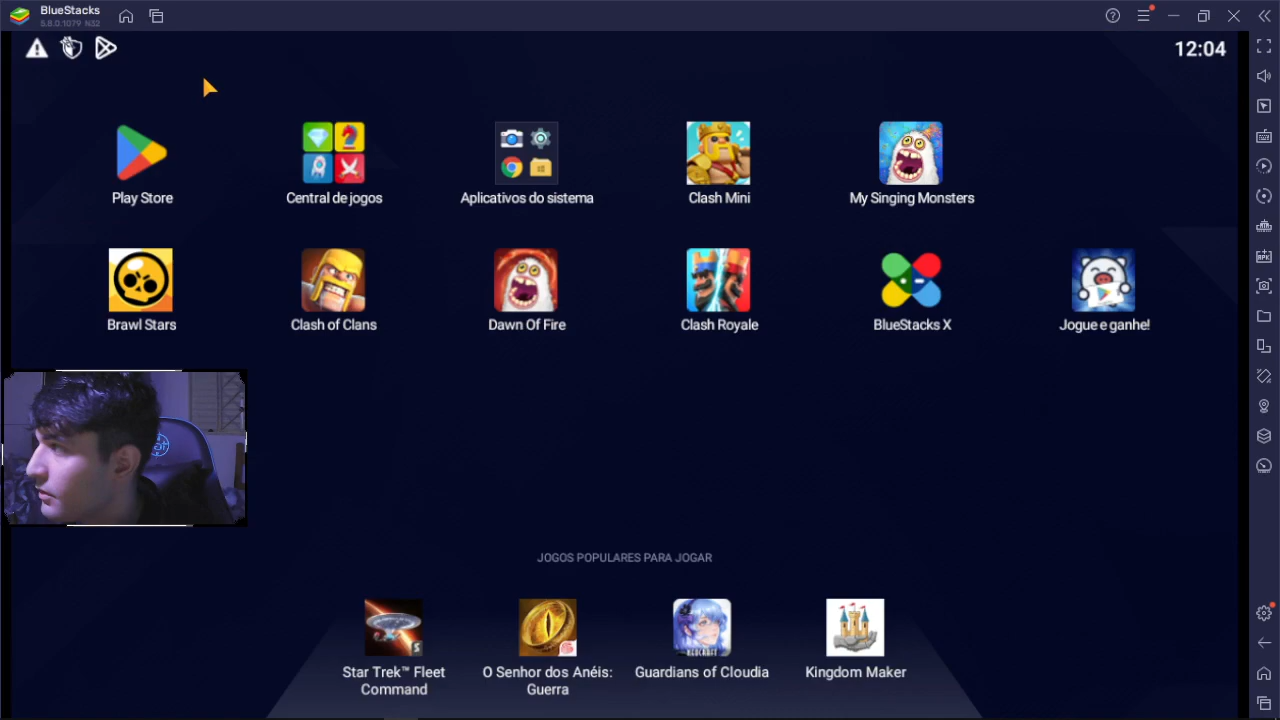 BlueStacks
5.8.0.1079 N32
12:04
Play Store
Central de jogos
Aplicativos do sistema
Clash Mini
My Singing Monsters
Brawl Stars
Clash of Clans
Dawn Of Fire
Clash Royale
BlueStacks X
Jogue e ganhe!
JOGOS POPULARES PARA JOGAR
Star Trek™ Fleet
Command
O Senhor dos Anéis:
Guerra
Guardians of Cloudia
Kingdom Maker